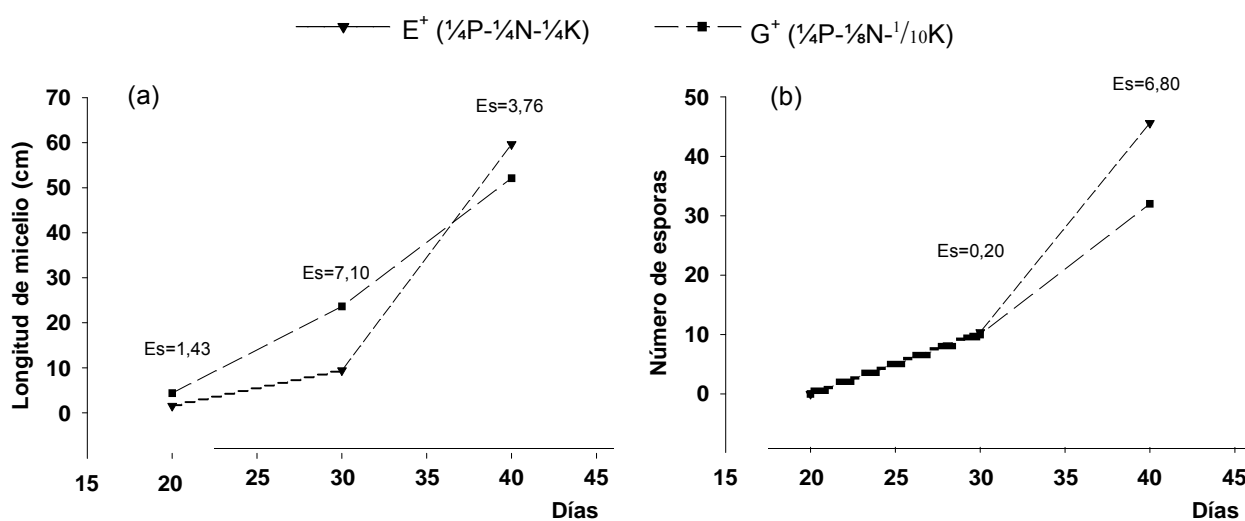 E⁺ (¼P-¼N-¼K) G⁺ (¼P-⅛N-¹/₁₀K)
(a)
Longitud de micelio (cm)
70
60
50
40
30
20
10
0
Es=1,43
Es=7,10
Es=3,76
15 20 25 30 35 40 45
Días
(b)
Número de esporas
50
40
30
20
10
0
Es=0,20
Es=6,80
15 20 25 30 35 40 45
Días